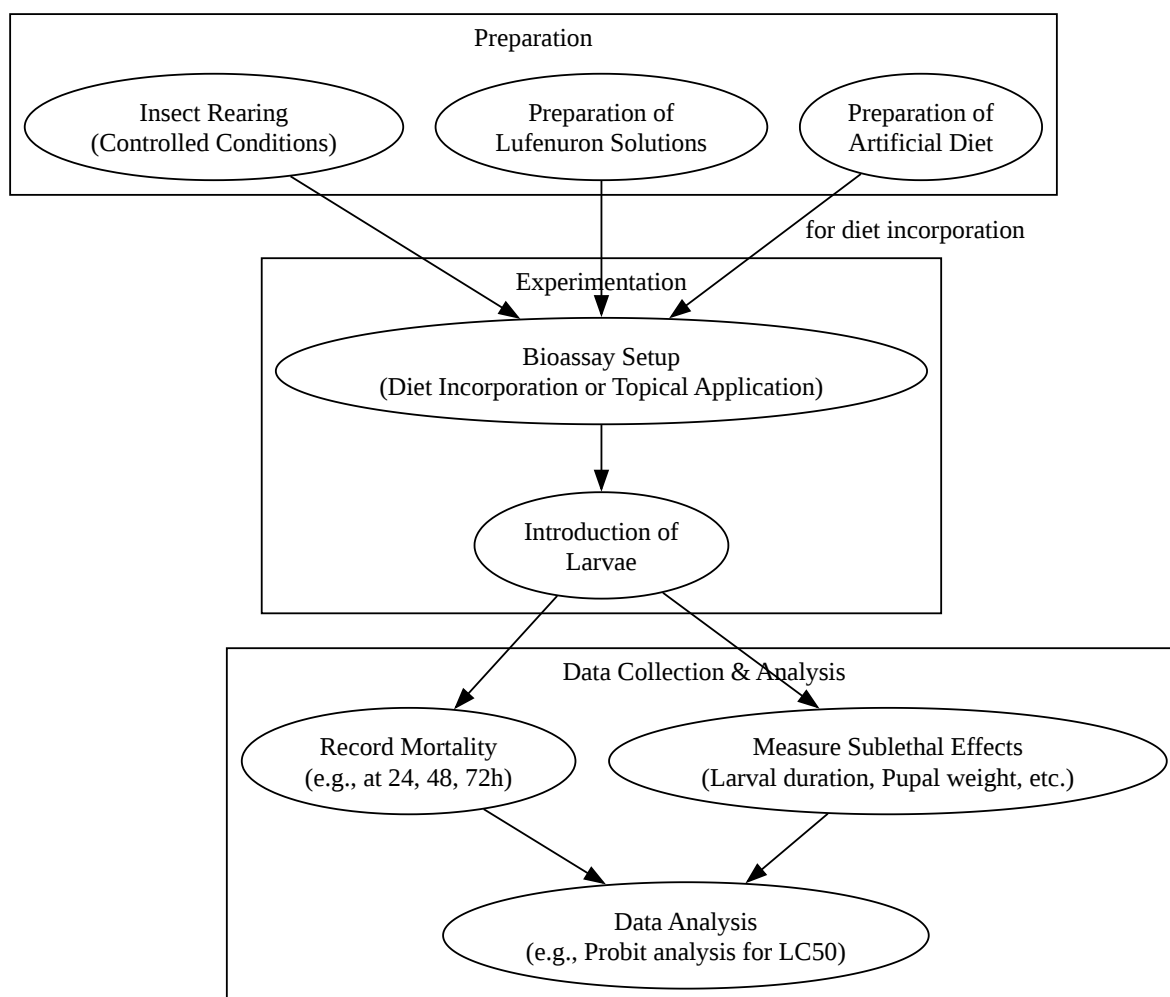 Preparation
Insect Rearing
(Controlled Conditions)
Preparation of
Lufenuron Solutions
Preparation of
Artificial Diet
for diet incorporation
Experimentation
Bioassay Setup
(Diet Incorporation or Topical Application)
Introduction of
Larvae
Data Collection & Analysis
Record Mortality
(e.g., at 24, 48, 72h)
Measure Sublethal Effects
(Larval duration, Pupal weight, etc.)
Data Analysis
(e.g., Probit analysis for LC50)